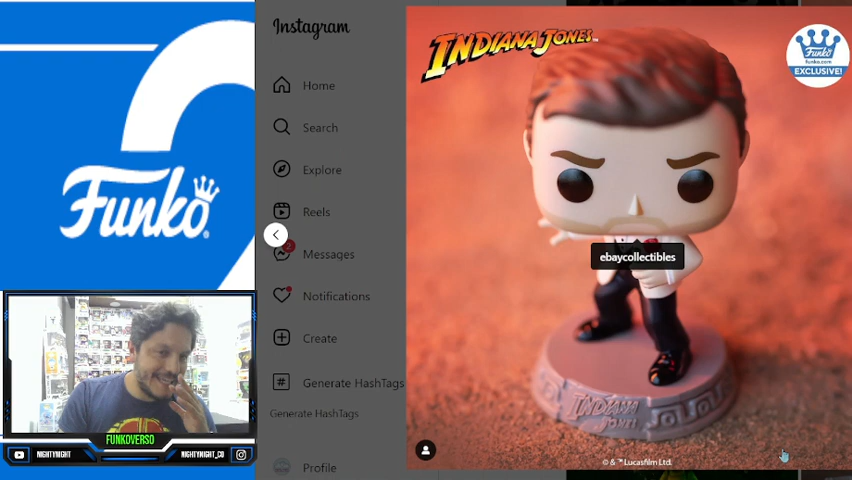 Funko
Instagram
Home
Search
Explore
Reels
2
Messages
Notifications
Create
# Generate HashTags
Generate HashTags
Profile
INDIANA JONES
Funko
funko.com
EXCLUSIVE!
ebaycollectibles
INDIANA
JONES
© & ™ Lucasfilm Ltd.
FUNKOVERSO
NIGHTYNIGHT
NIGHTYNIGHT_CO